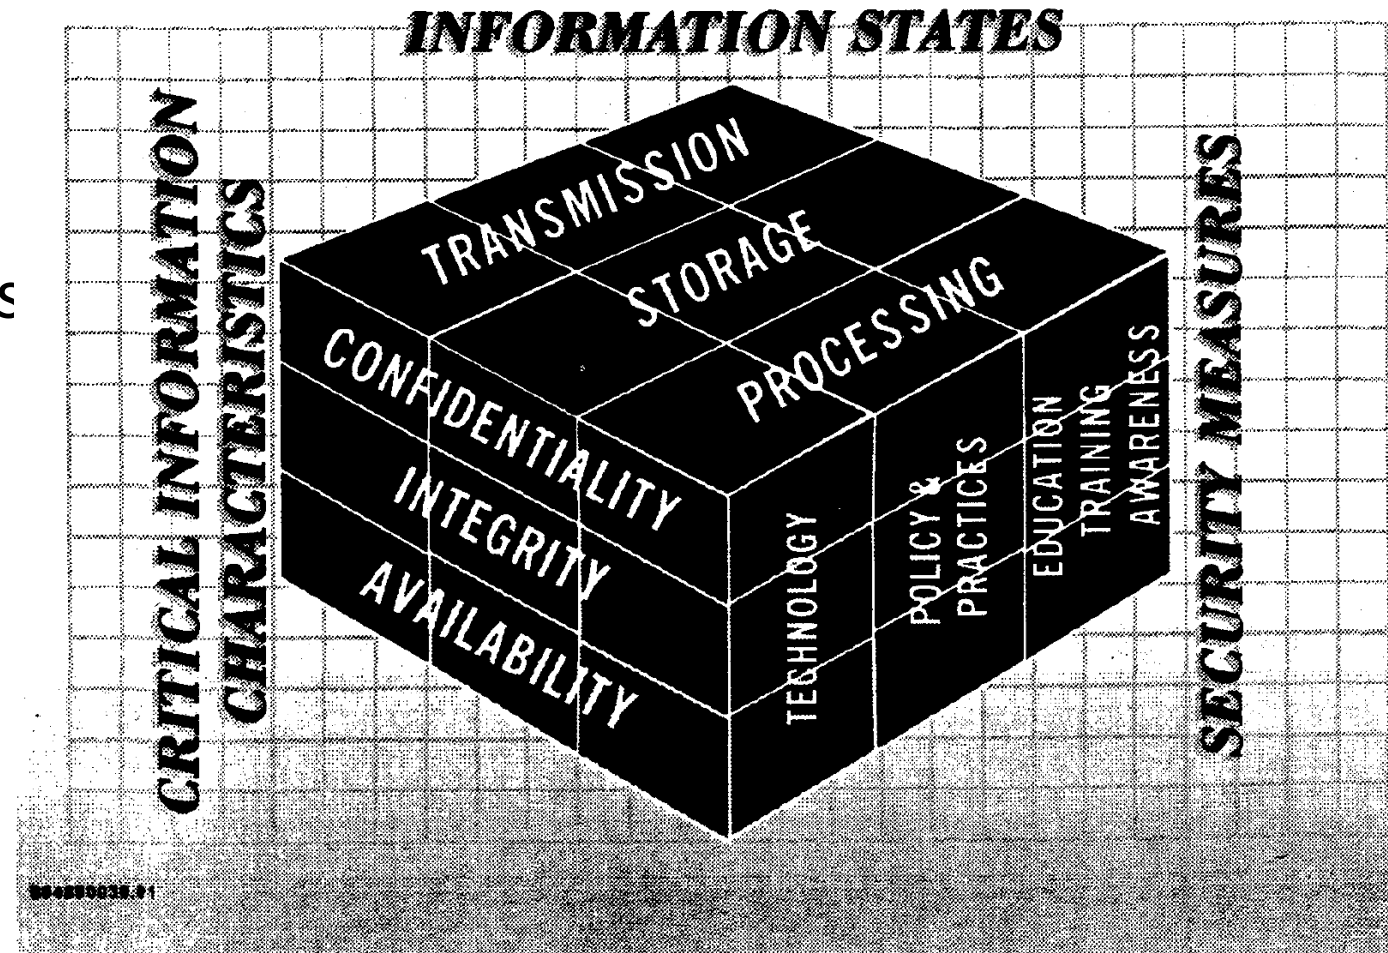 INFORMATION STATES
CRITICAL INFORMATION
CHARACTERISTICS
S
TRANSMISSION
STORAGE
PROCESSING
CONFIDENTIALITY
INTEGRITY
AVAILABILITY
TECHNOLOGY
POLICY &
PRACTICES
EDUCATION
TRAINING
AWARENESS
SECURITY MEASURES